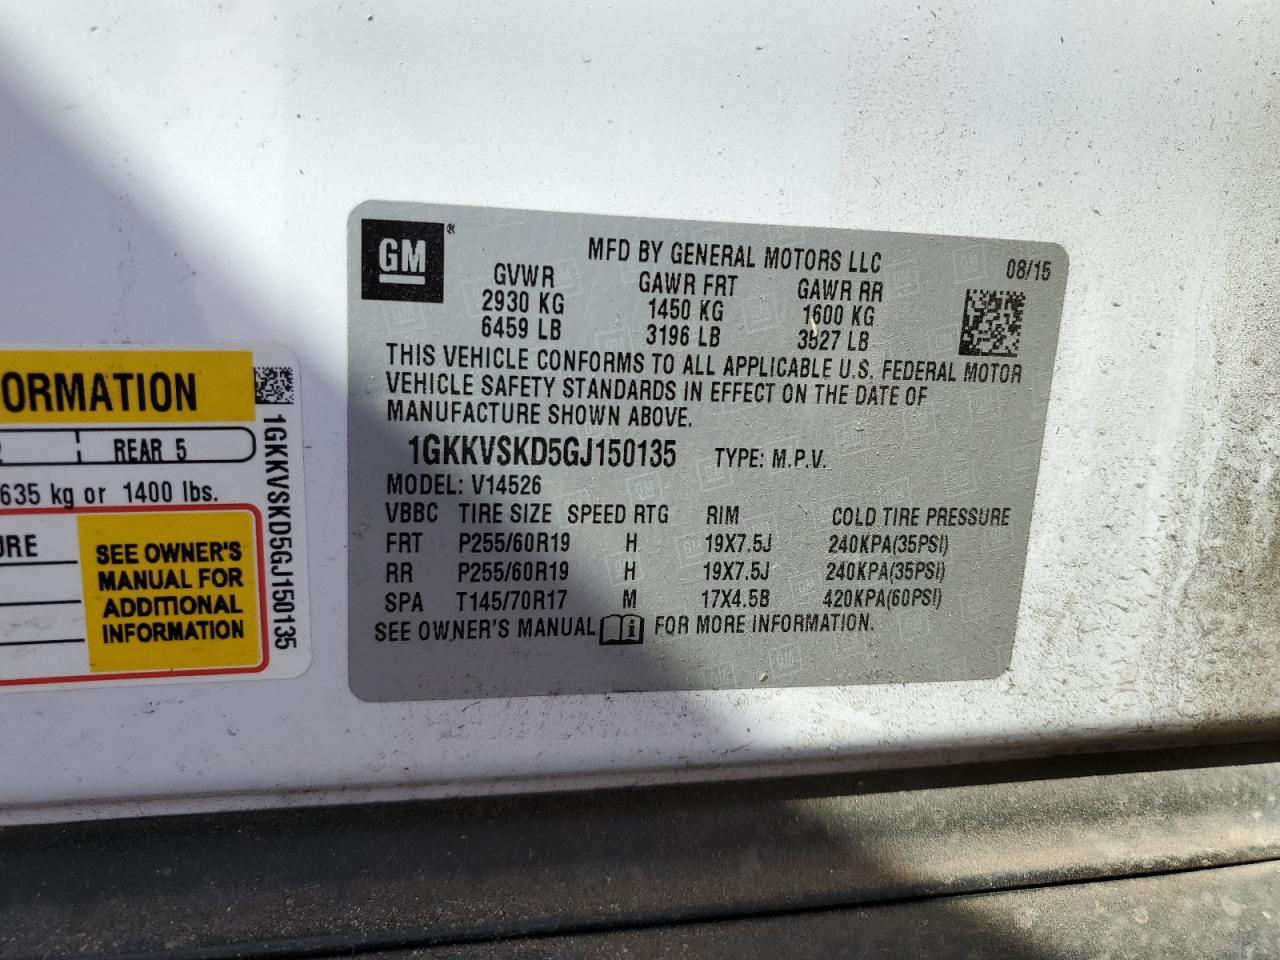 GM®
MFD BY GENERAL MOTORS LLC
08/15
GVWR GAWR FRT GAWR RR
2930 KG 1450 KG 1600 KG
6459 LB 3196 LB 3527 LB
THIS VEHICLE CONFORMS TO ALL APPLICABLE U.S. FEDERAL MOTOR
VEHICLE SAFETY STANDARDS IN EFFECT ON THE DATE OF
MANUFACTURE SHOWN ABOVE.
1GKKVSKD5GJ150135 TYPE: M.P.V.
MODEL: V14526
VBBC TIRE SIZE SPEED RTG RIM COLD TIRE PRESSURE
FRT P255/60R19 H 19X7.5J 240KPA(35PSI)
RR P255/60R19 H 19X7.5J 240KPA(35PSI)
SPA T145/70R17 M 17X4.5B 420KPA(60PSI)
SEE OWNER'S MANUAL FOR MORE INFORMATION.
ORMATION
REAR 5
635 kg or 1400 lbs.
URE
SEE OWNER'S
MANUAL FOR
ADDITIONAL
INFORMATION
1GKKVSKD5GJ150135